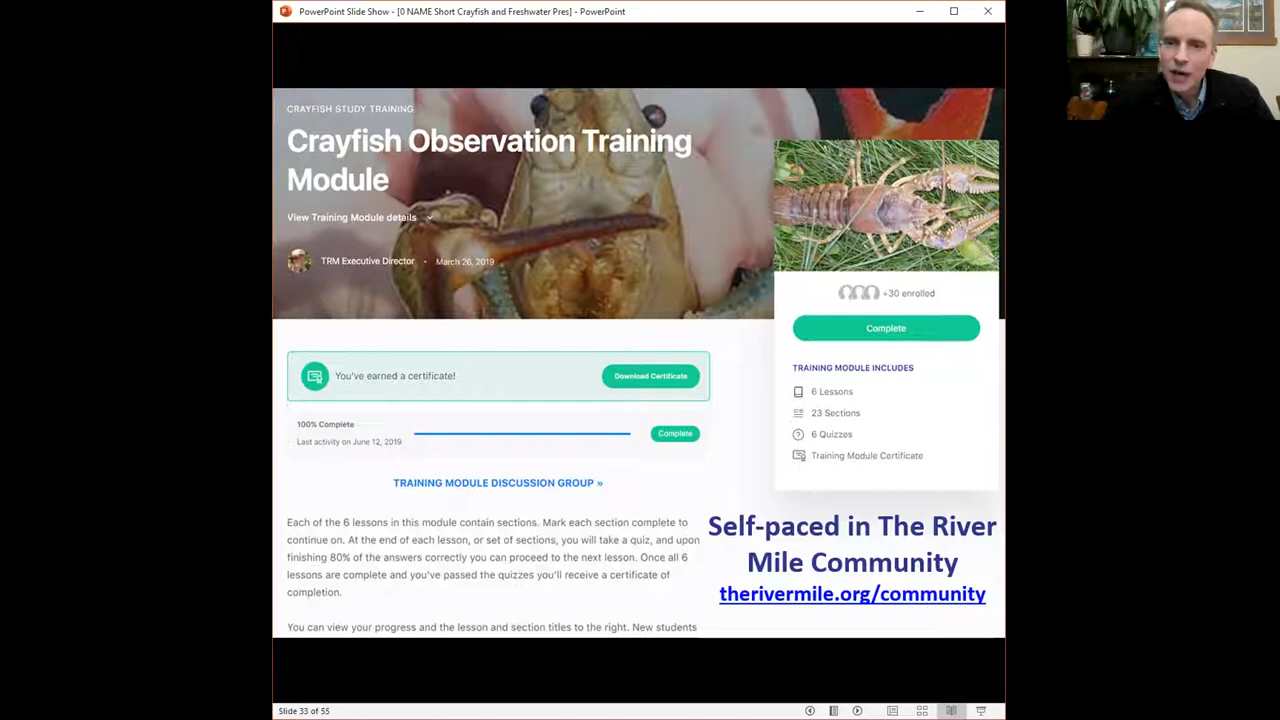 PowerPoint Slide Show - [0 NAME Short Crayfish and Freshwater Pres] - PowerPoint
CRAYFISH STUDY TRAINING
Crayfish Observation Training
Module
View Training Module details
TRM Executive Director · March 26, 2019
+30 enrolled
Complete
TRAINING MODULE INCLUDES
6 Lessons
23 Sections
6 Quizzes
Training Module Certificate
You've earned a certificate!
Download Certificate
100% Complete
Last activity on June 12, 2019
Complete
TRAINING MODULE DISCUSSION GROUP »
Each of the 6 lessons in this module contain sections. Mark each section complete to
continue on. At the end of each lesson, or set of sections, you will take a quiz, and upon
finishing 80% of the answers correctly you can proceed to the next lesson. Once all 6
lessons are complete and you've passed the quizzes you'll receive a certificate of
completion.
You can view your progress and the lesson and section titles to the right. New students
Self-paced in The River
Mile Community
therivermile.org/community
Slide 33 of 55